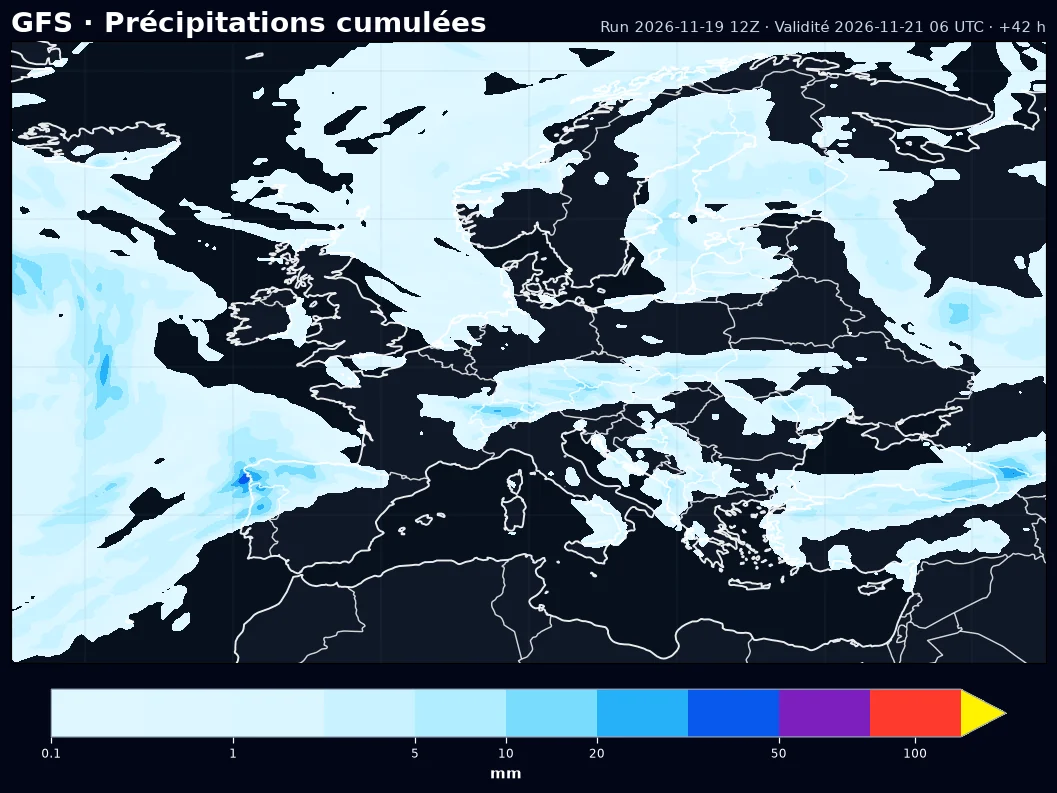 GFS · Précipitations cumulées
Run 2026-11-19 12Z · Validité 2026-11-21 06 UTC · +42 h
0.1 1 5 10 20 50 100
mm